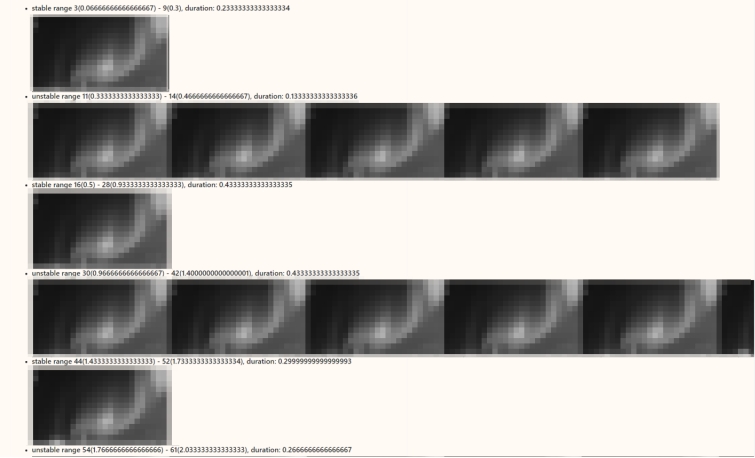 • stable range 3(0.06666666666666667) - 9(0.3), duration: 0.23333333333333334
• unstable range 11(0.3333333333333333) - 14(0.4666666666666667), duration: 0.13333333333333336
• stable range 16(0.5) - 28(0.9333333333333333), duration: 0.43333333333333335
• unstable range 30(0.9666666666666667) - 42(1.4000000000000001), duration: 0.43333333333333335
• stable range 44(1.4333333333333333) - 52(1.7333333333333334), duration: 0.29999999999999993
• unstable range 54(1.7666666666666666) - 61(2.033333333333333), duration: 0.2666666666666667